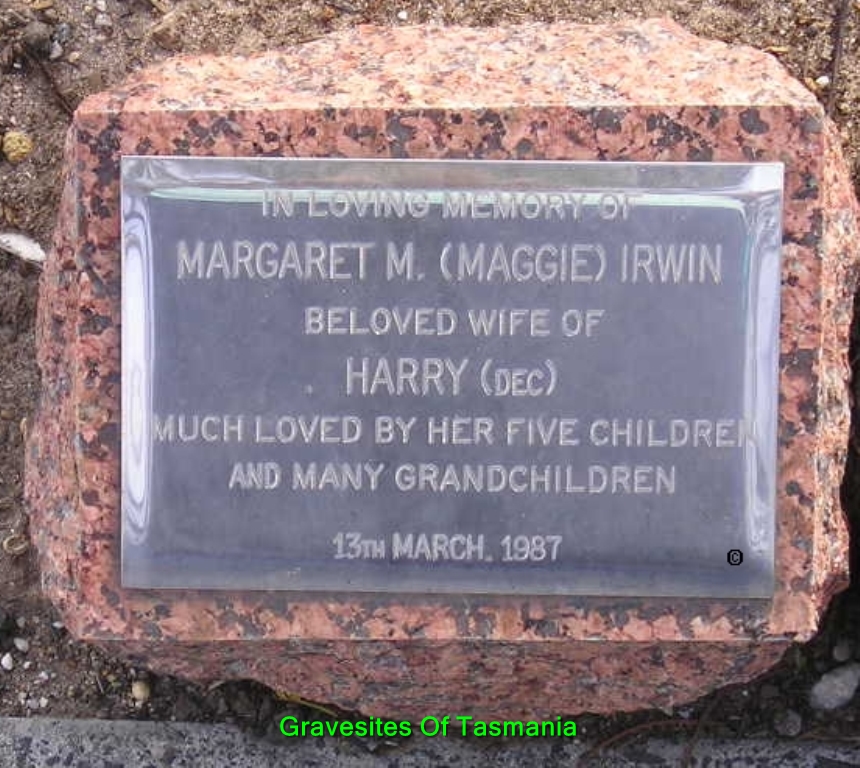 IN LOVING MEMORY OF
MARGARET M. (MAGGIE) IRWIN
BELOVED WIFE OF
HARRY (DEC)
MUCH LOVED BY HER FIVE CHILDREN
AND MANY GRANDCHILDREN
13TH MARCH. 1987
©
Gravesites Of Tasmania